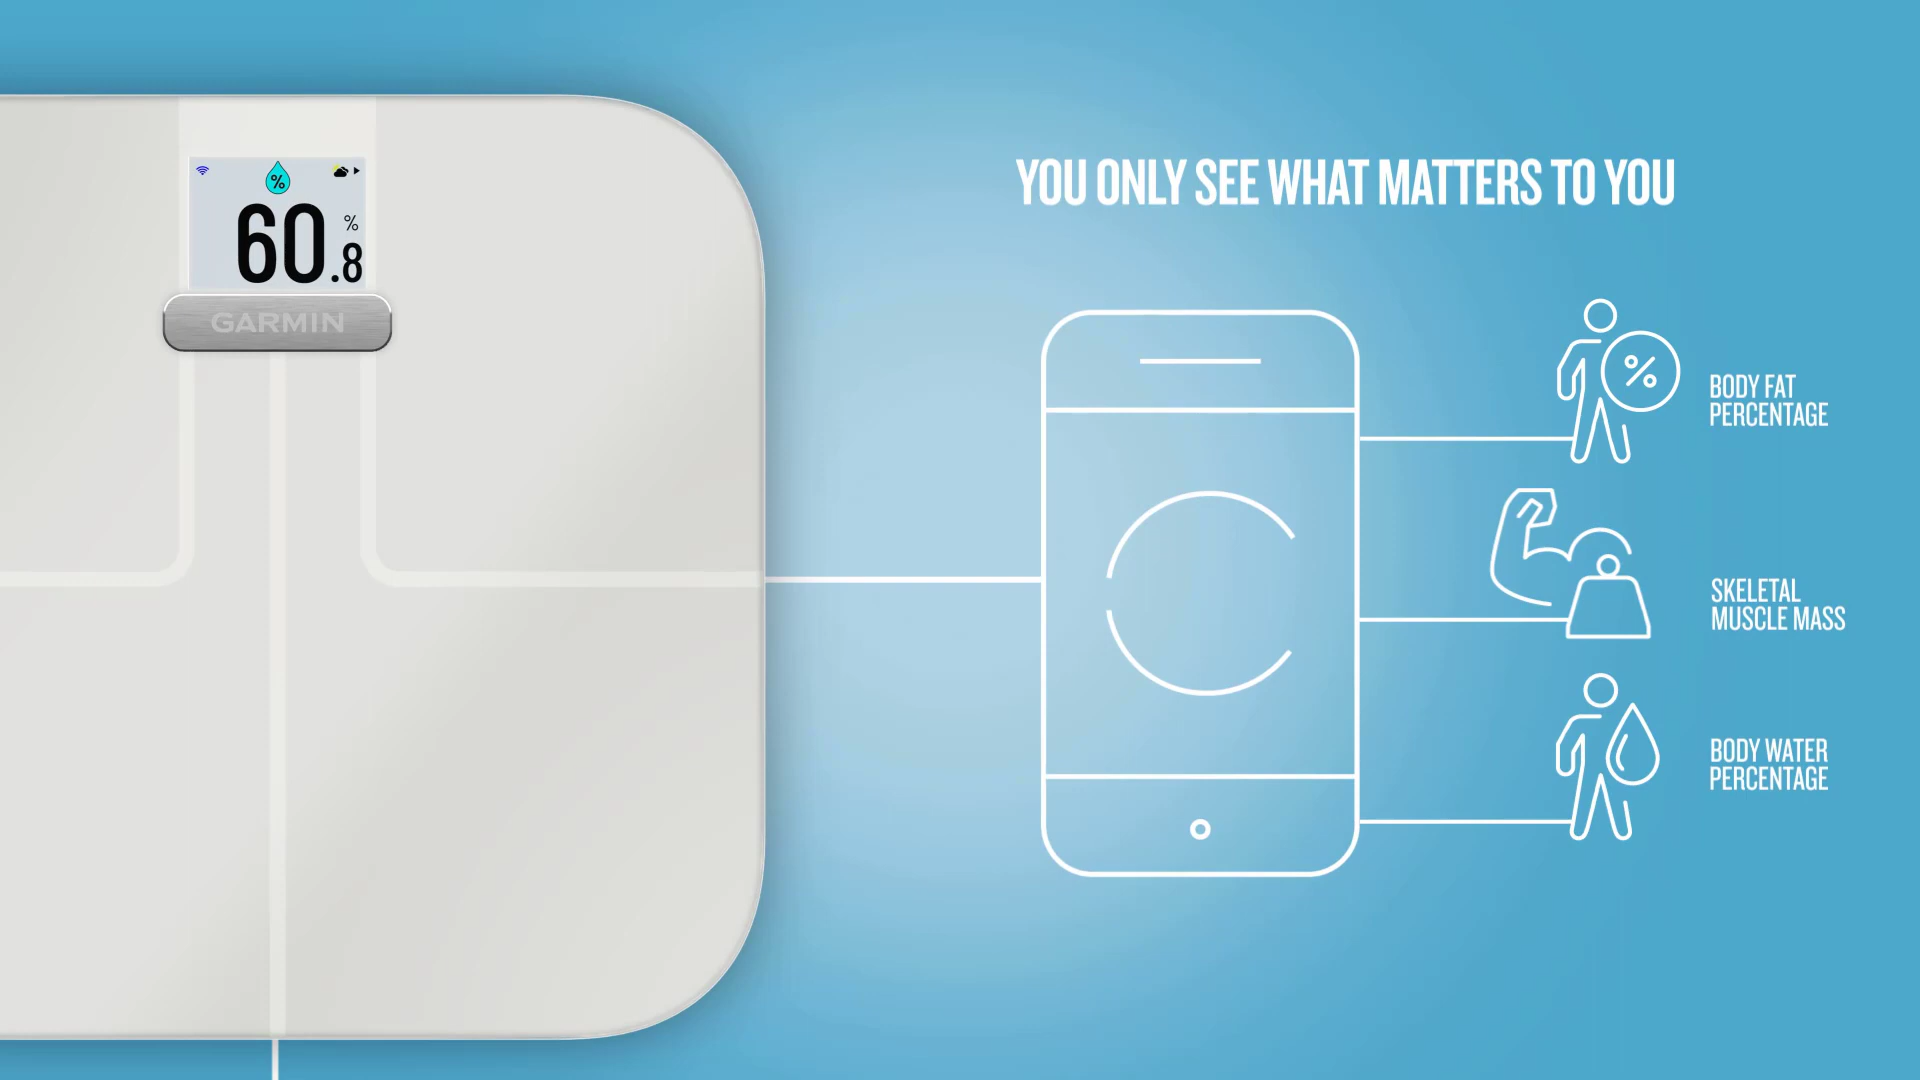 %
60.8
%
GARMIN
YOU ONLY SEE WHAT MATTERS TO YOU
%
BODY FAT
PERCENTAGE
SKELETAL
MUSCLE MASS
BODY WATER
PERCENTAGE